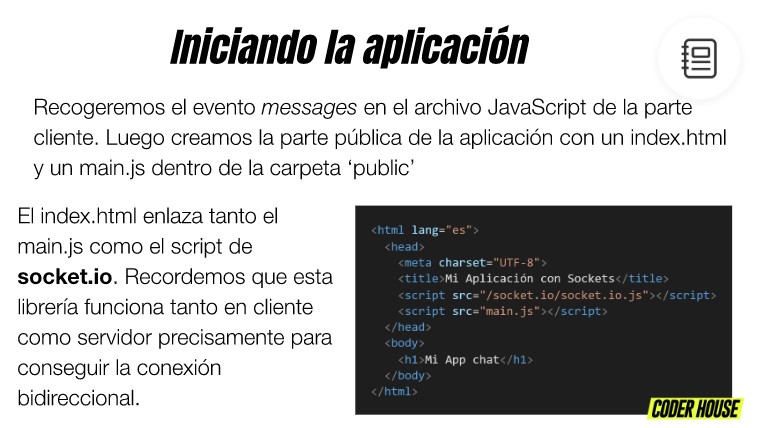 Iniciando la aplicación
Recogeremos el evento messages en el archivo JavaScript de la parte
cliente. Luego creamos la parte pública de la aplicación con un index.html
y un main.js dentro de la carpeta ‘public’
El index.html enlaza tanto el
main.js como el script de
socket.io. Recordemos que esta
librería funciona tanto en cliente
como servidor precisamente para
conseguir la conexión
bidireccional.
<html lang="es">
<head>
<meta charset="UTF-8">
<title>Mi Aplicación con Sockets</title>
<script src="/socket.io/socket.io.js"></script>
<script src="main.js"></script>
</head>
<body>
<h1>Mi App chat</h1>
</body>
</html>
CODER HOUSE